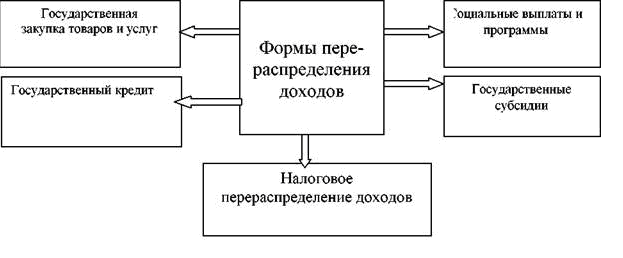 Государственная
закупка товаров и услуг
Формы пере-
распределения
доходов
Социальные выплаты и
программы
Государственный кредит
Государственные
субсидии
Налоговое
перераспределение доходов